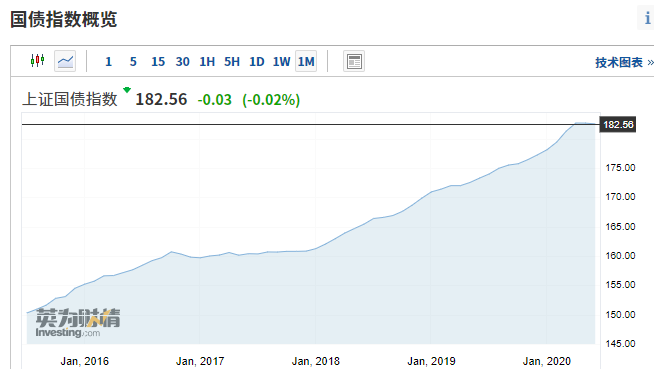 国债指数概览
i
1 5 15 30 1H 5H 1D 1W 1M
技术图表 »
上证国债指数 182.56 -0.03 (-0.02%)
182.56
175.00
170.00
165.00
160.00
155.00
150.00
145.00
英为财情
Investing.com
Jan, 2016 Jan, 2017 Jan, 2018 Jan, 2019 Jan, 2020